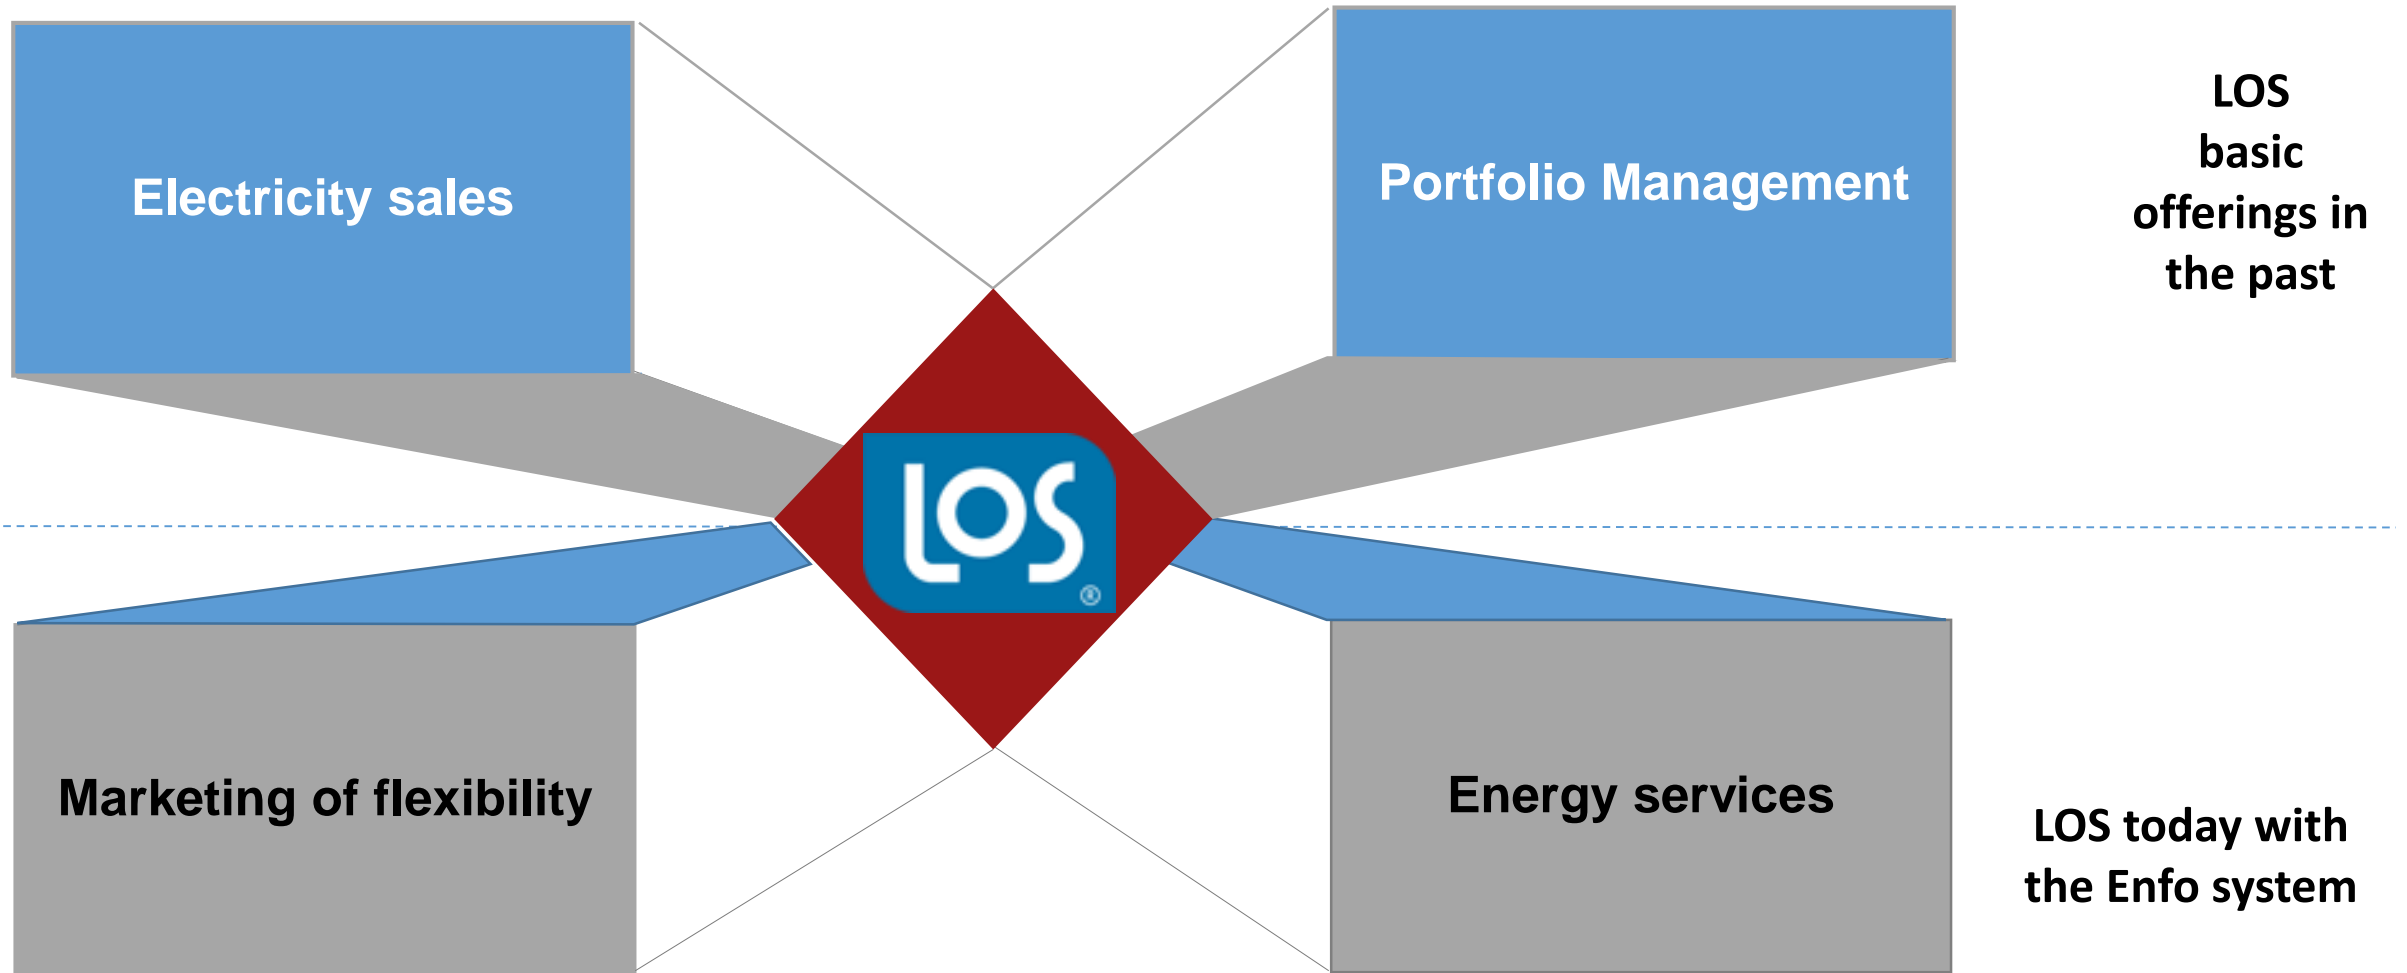 Electricity sales
Portfolio Management
LOS
basic
offerings in
the past
LOS
®
Marketing of flexibility
Energy services
LOS today with
the Enfo system